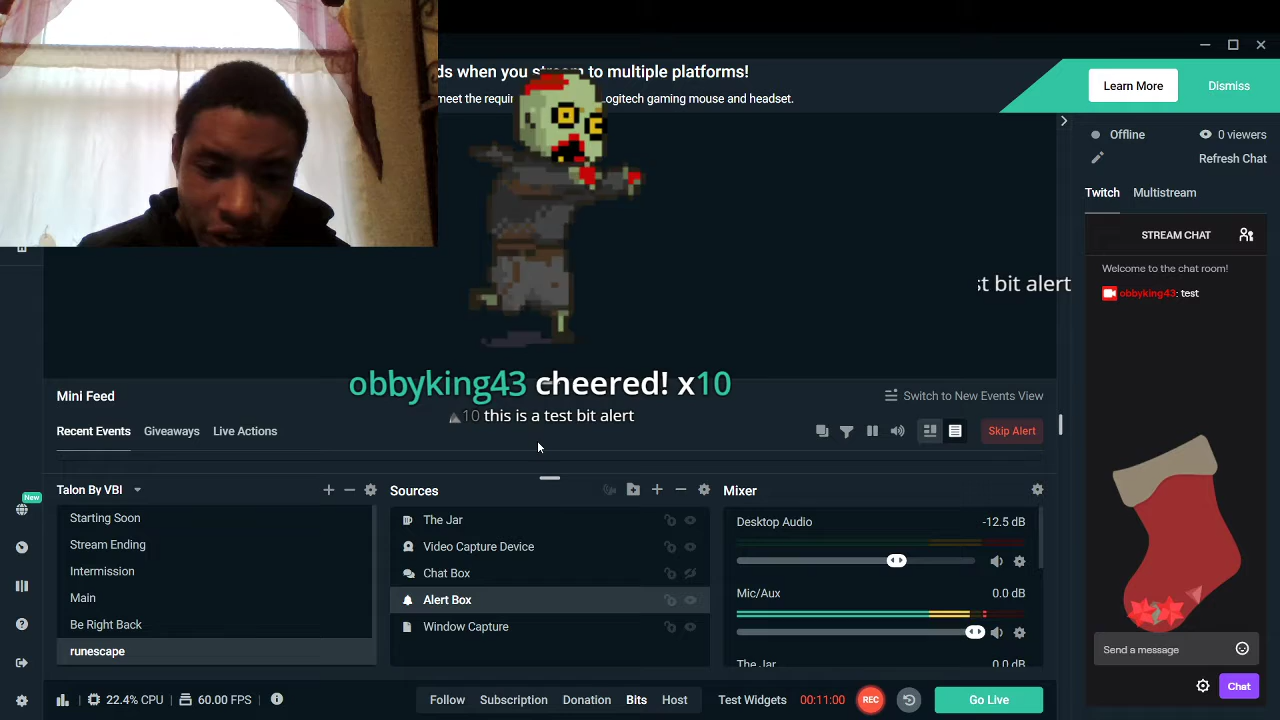 ds when you stream to multiple platforms!
meet the requir
ogitech gaming mouse and headset.
Learn More
Dismiss
Offline
0 viewers
Refresh Chat
Twitch
Multistream
STREAM CHAT
Welcome to the chat room!
obbyking43: test
st bit alert
obbyking43 cheered! x10
10 this is a test bit alert
Mini Feed
Switch to New Events View
Recent Events
Giveaways
Live Actions
Skip Alert
Talon By VBI
Starting Soon
Stream Ending
Intermission
Main
Be Right Back
runescape
Sources
The Jar
Video Capture Device
Chat Box
Alert Box
Window Capture
Mixer
Desktop Audio
-12.5 dB
Mic/Aux
0.0 dB
The Jar
0.0 dB
New
22.4% CPU
60.00 FPS
Follow
Subscription
Donation
Bits
Host
Test Widgets
00:11:00
REC
Go Live
Send a message
Chat